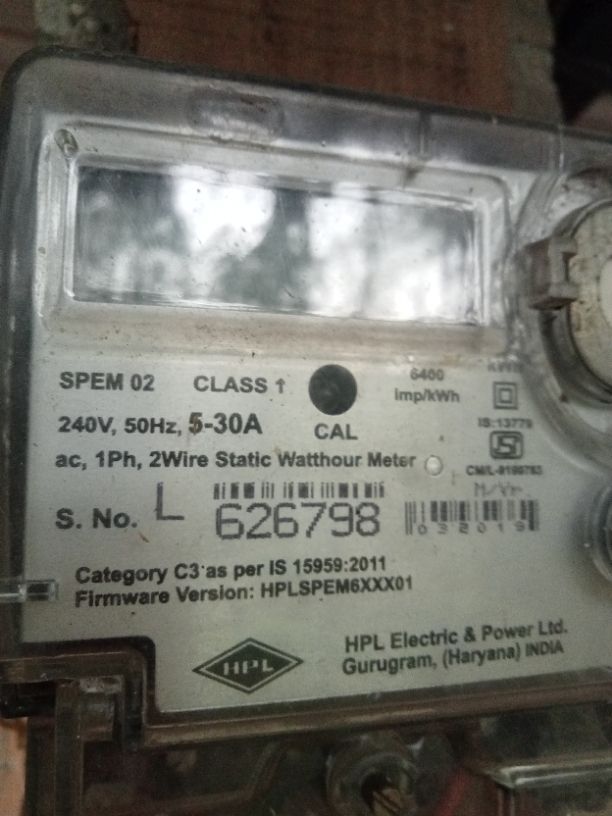 SPEM 02 CLASS 1
6400
imp/kWh
240V, 50Hz, 5-30A
CAL
IS:13779
ac, 1Ph, 2Wire Static Watthour Meter
S. No. L 626798
M/Yr
032019
Category C3 as per IS 15959:2011
Firmware Version: HPLSPEM6XXX01
HPL
HPL Electric & Power Ltd.
Gurugram, (Haryana) INDIA